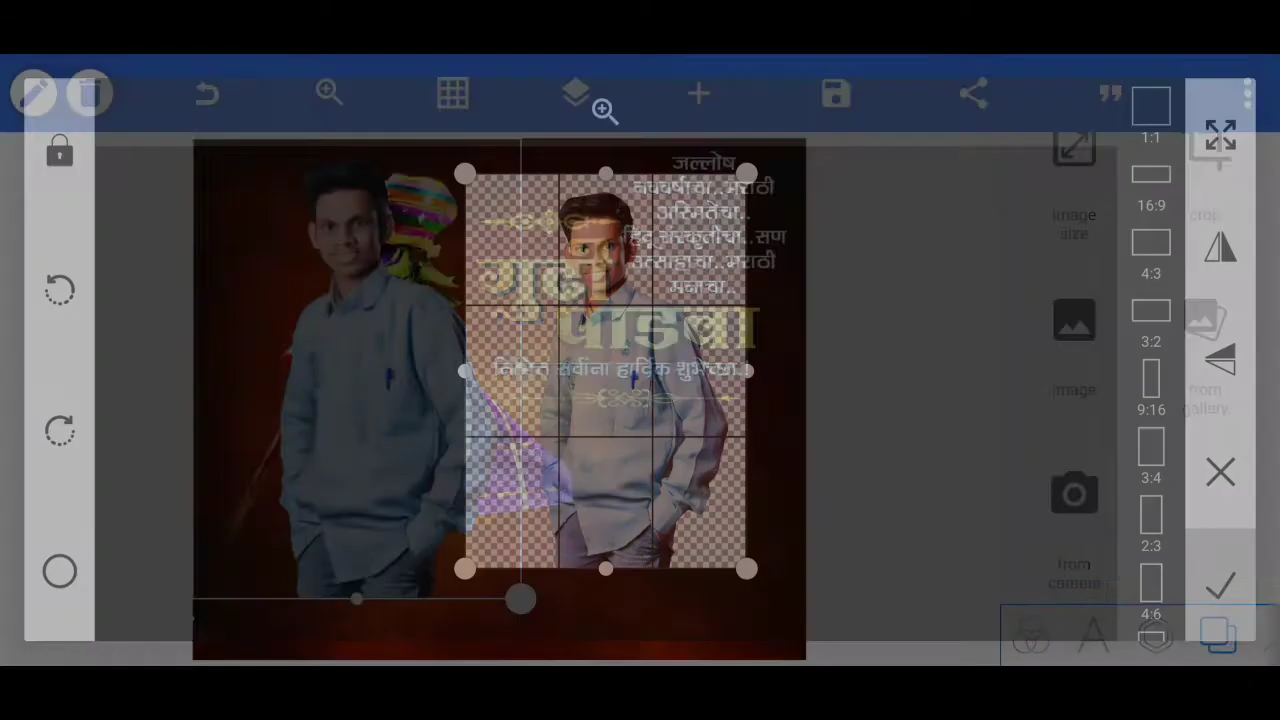 जल्लोष
नववर्षाचा..मराठी
अस्मितेचा..
हिंदू संस्कृतीचा..सण
उत्साहाचा..मराठी
मनाचा..
गुढी
पाडवा
निमित्त सर्वांना हार्दिक शुभेच्छा..!
1:1
16:9
4:3
3:2
9:16
3:4
2:3
4:6
image
size
crop
image
from
gallery
from
camera